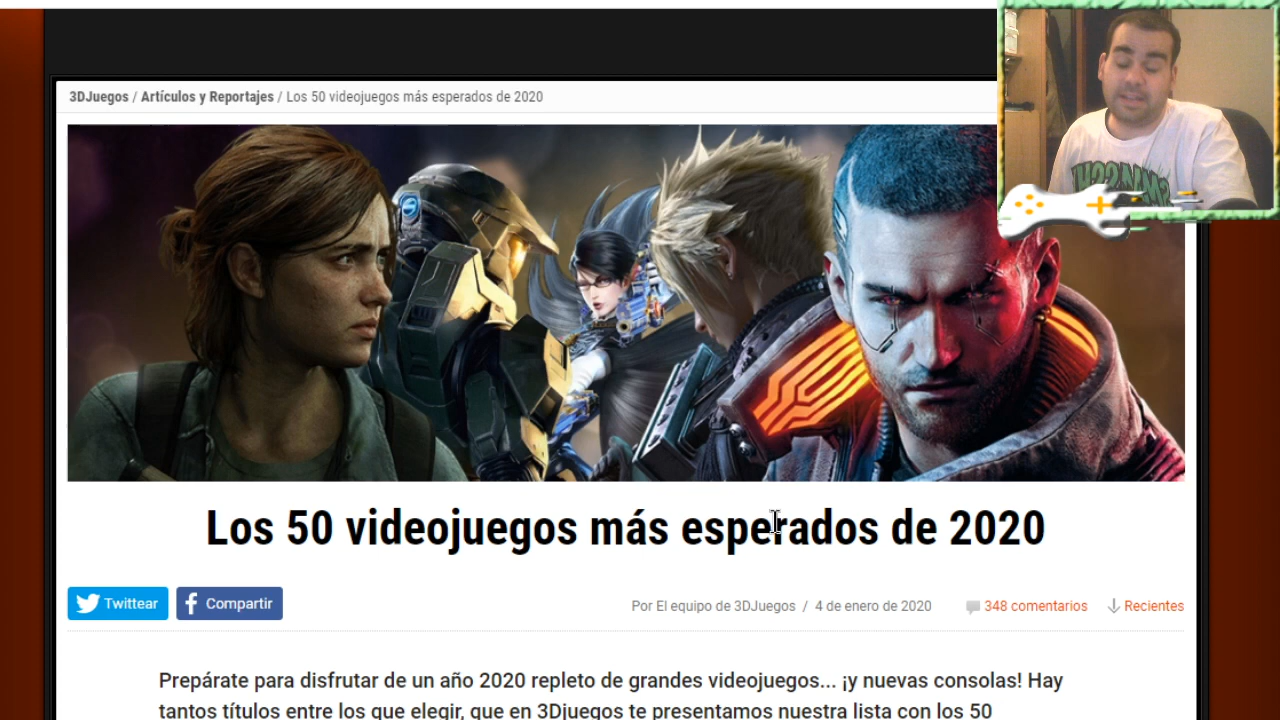 3DJuegos / Artículos y Reportajes / Los 50 videojuegos más esperados de 2020
Los 50 videojuegos más esperados de 2020
Twittear
Compartir
Por El equipo de 3DJuegos / 4 de enero de 2020
348 comentarios
Recientes
Prepárate para disfrutar de un año 2020 repleto de grandes videojuegos... ¡y nuevas consolas! Hay
tantos títulos entre los que elegir, que en 3Djuegos te presentamos nuestra lista con los 50